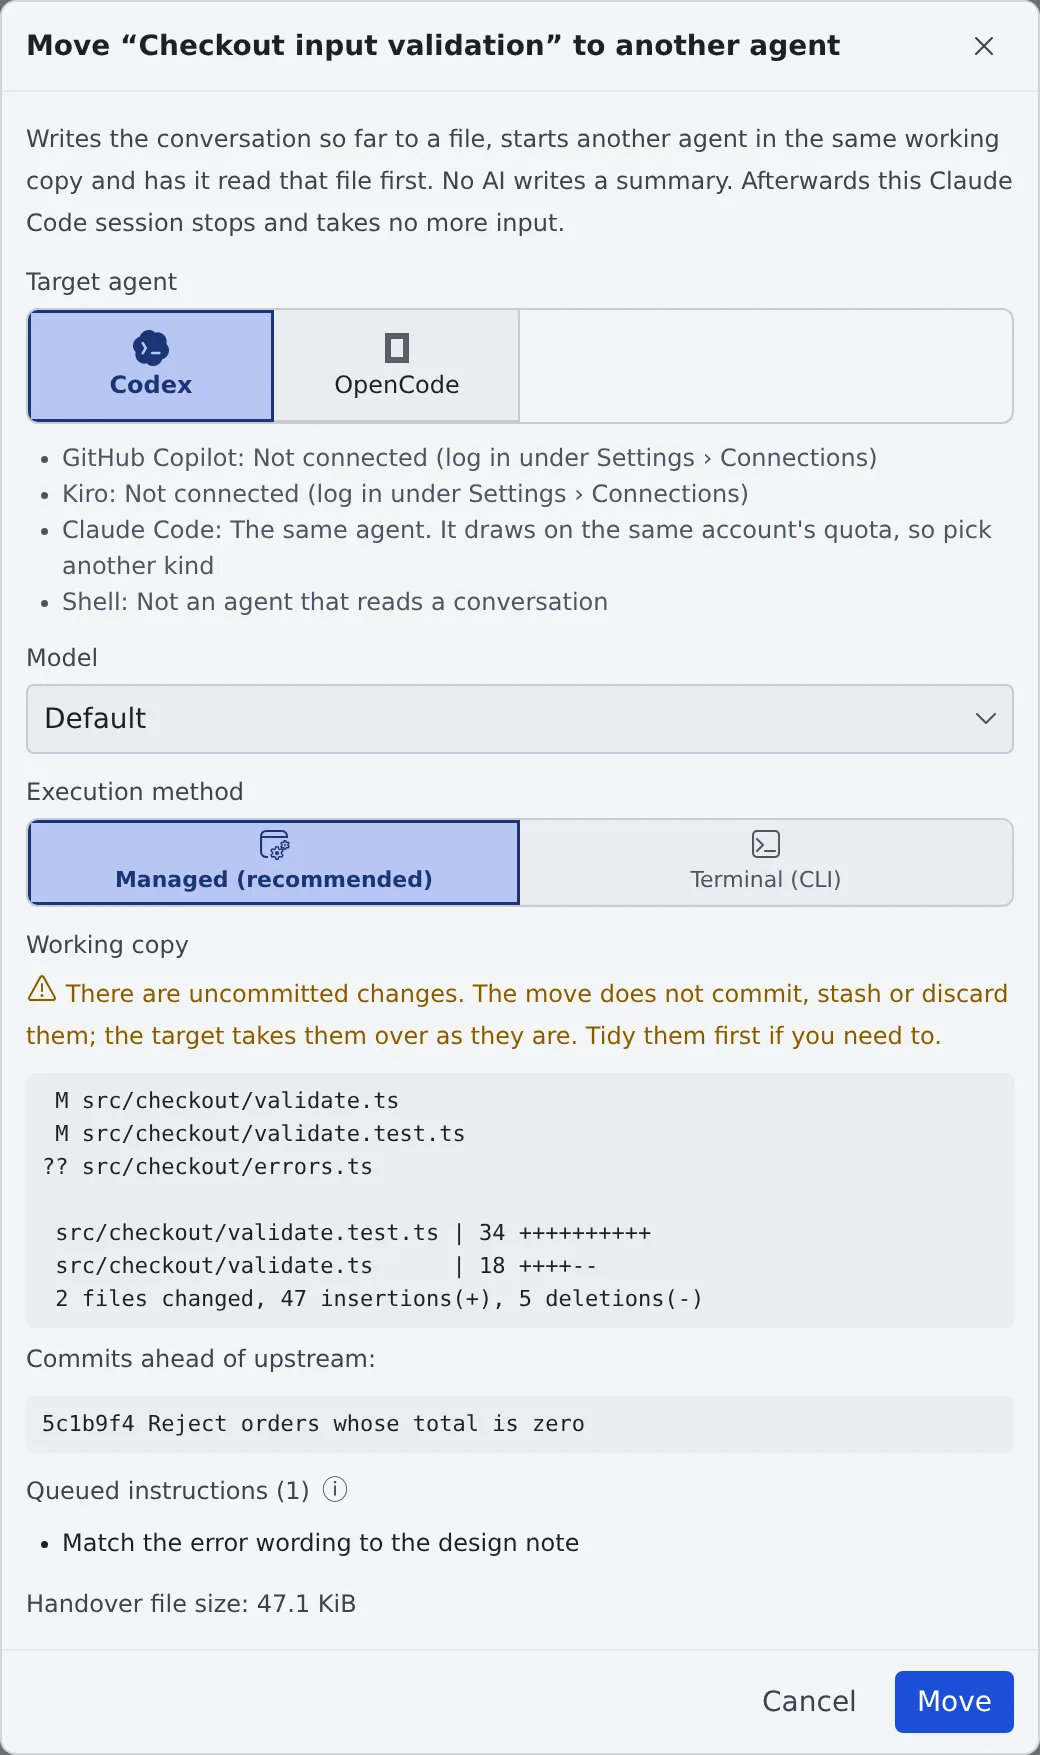 Move “Checkout input validation” to another agent
Writes the conversation so far to a file, starts another agent in the same working
copy and has it read that file first. No AI writes a summary. Afterwards this Claude
Code session stops and takes no more input.
Target agent
Codex
OpenCode
• GitHub Copilot: Not connected (log in under Settings › Connections)
• Kiro: Not connected (log in under Settings › Connections)
• Claude Code: The same agent. It draws on the same account's quota, so pick
another kind
• Shell: Not an agent that reads a conversation
Model
Default
Execution method
Managed (recommended)
Terminal (CLI)
Working copy
There are uncommitted changes. The move does not commit, stash or discard
them; the target takes them over as they are. Tidy them first if you need to.
 M src/checkout/validate.ts
 M src/checkout/validate.test.ts
?? src/checkout/errors.ts
 src/checkout/validate.test.ts | 34 ++++++++++
 src/checkout/validate.ts      | 18 ++++--
 2 files changed, 47 insertions(+), 5 deletions(-)
Commits ahead of upstream:
5c1b9f4 Reject orders whose total is zero
Queued instructions (1)
• Match the error wording to the design note
Handover file size: 47.1 KiB
Cancel
Move